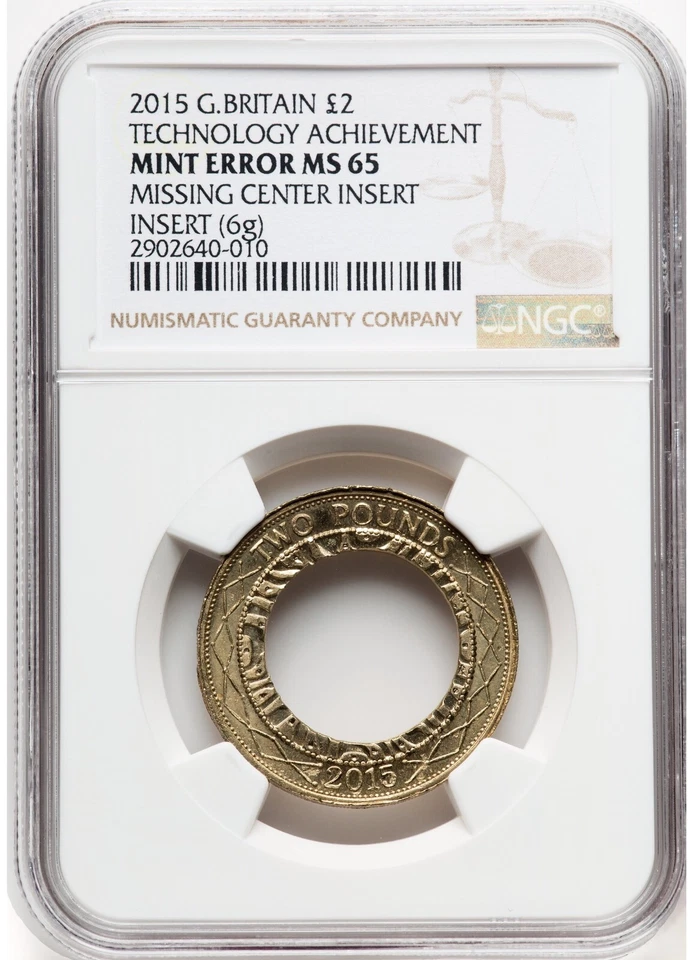 2015 G.BRITAIN £2
TECHNOLOGY ACHIEVEMENT
MINT ERROR MS 65
MISSING CENTER INSERT
INSERT (6g)
2902640-010
NUMISMATIC GUARANTY COMPANY
NGC®
TWO POUNDS
2015